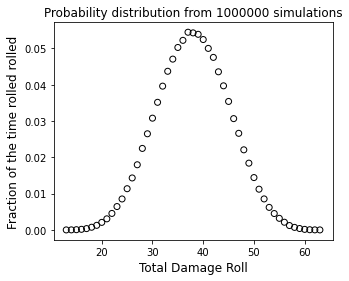 Probability distribution from 1000000 simulations
0.05
0.04
0.03
0.02
0.01
0.00
Fraction of the time rolled rolled
20 30 40 50 60
Total Damage Roll